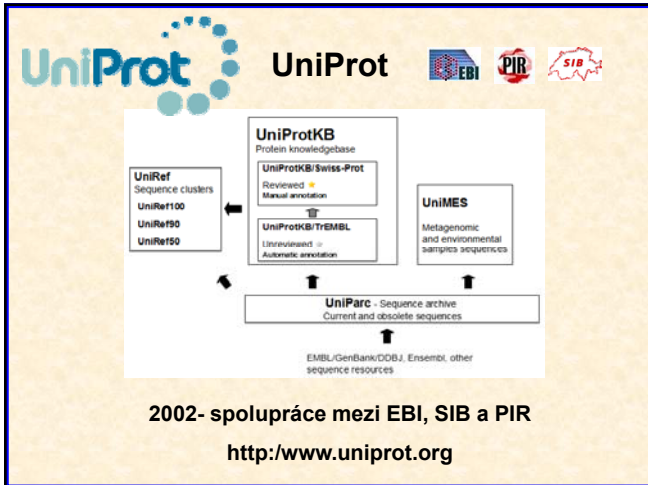 UniProt
UniProt
EBI
PIR
SIB
UniProtKB
Protein knowledgebase
UniProtKB/Swiss-Prot
Reviewed
Manual annotation
UniProtKB/TrEMBL
Unreviewed
Automatic annotation
UniRef
Sequence clusters
UniRef100
UniRef90
UniRef50
UniMES
Metagenomic
and environmental
samples sequences
UniParc - Sequence archive
Current and obsolete sequences
EMBL/GenBank/DDBJ, Ensembl, other
sequence resources
2002- spolupráce mezi EBI, SIB a PIR
http:/www.uniprot.org